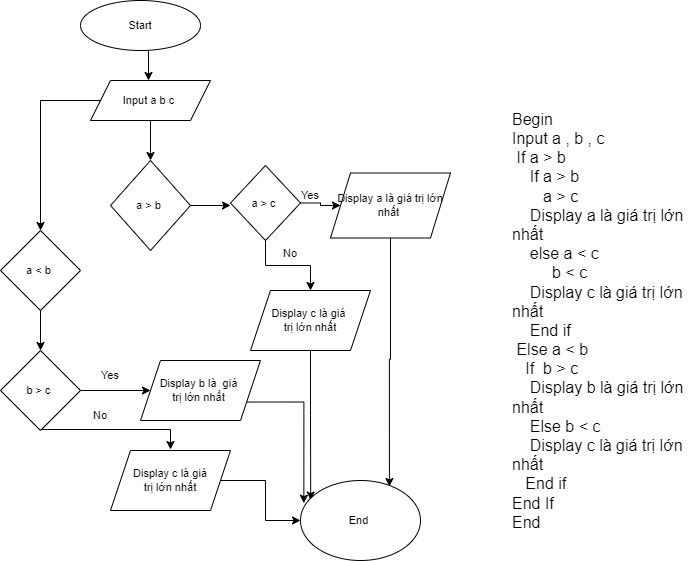 Start
Input a b c
a > b
a > c
Yes
Display a là giá trị lớn
nhất
No
a < b
Display c là giá
trị lớn nhất
b > c
Yes
Display b là giá
trị lớn nhất
No
Display c là giá
trị lớn nhất
End
Begin
Input a , b , c
If a > b
If a > b
a > c
Display a là giá trị lớn
nhất
else a < c
b < c
Display c là giá trị lớn
nhất
End if
Else a < b
If b > c
Display b là giá trị lớn
nhất
Else b < c
Display c là giá trị lớn
nhất
End if
End If
End